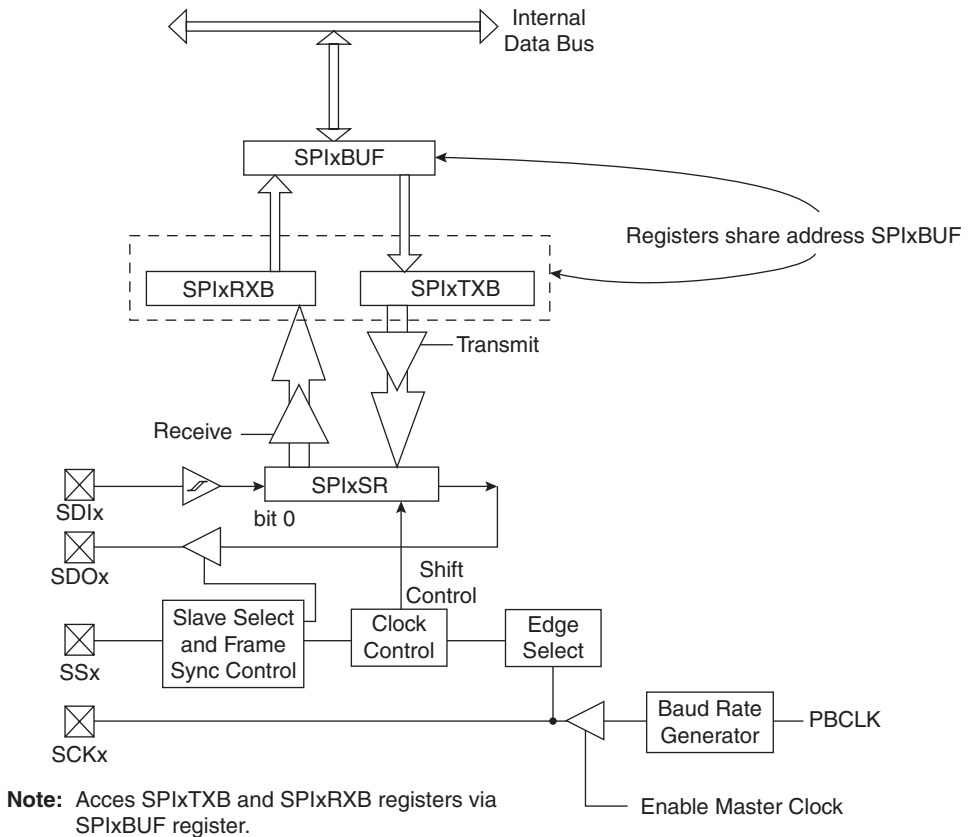 Internal
Data Bus
SPIxBUF
Registers share address SPIxBUF
SPIxRXB
SPIxTXB
Transmit
Receive
SPIxSR
SDIx
bit 0
SDOx
Shift
Control
Slave Select
and Frame
Sync Control
Clock
Control
Edge
Select
SSx
Baud Rate
Generator
PBCLK
SCKx
Enable Master Clock
Note: Acces SPIxTXB and SPIxRXB registers via
SPIxBUF register.